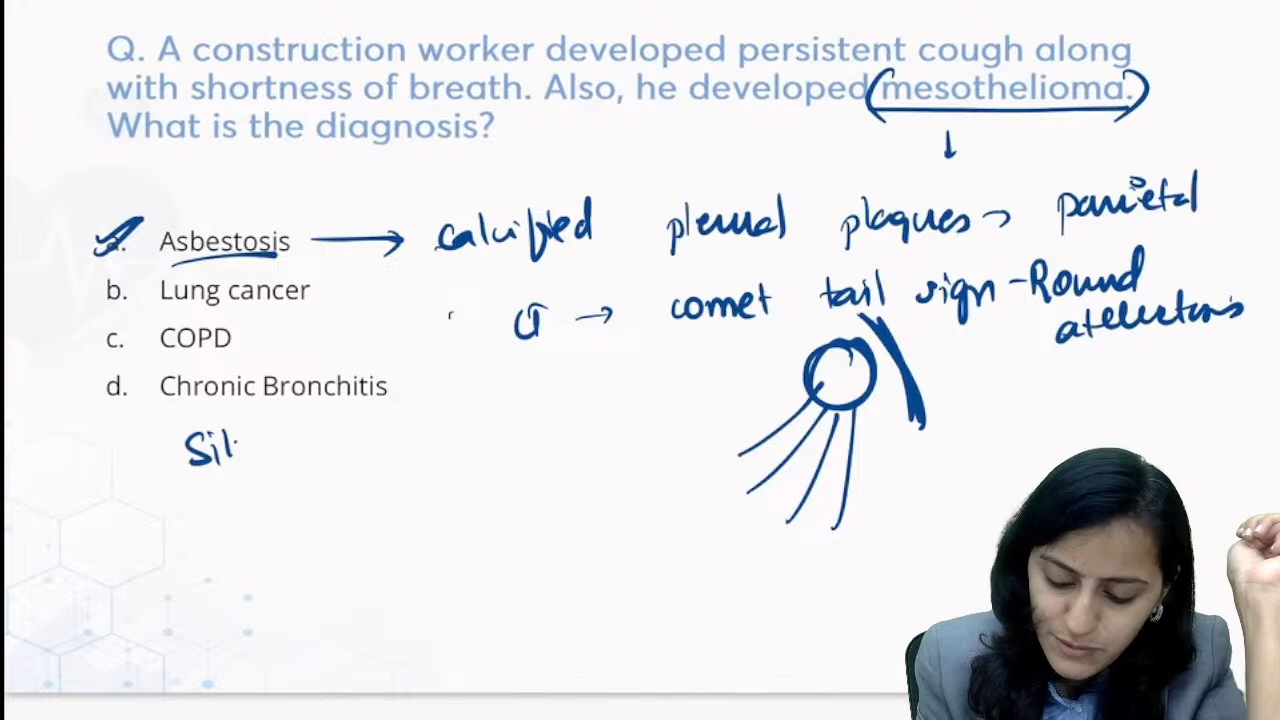 Q. A construction worker developed persistent cough along
with shortness of breath. Also, he developed mesothelioma.
What is the diagnosis?
a. Asbestosis → calcified pleural plaques → parietal
CT → comet tail sign - Round
atelectasis
b. Lung cancer
c. COPD
d. Chronic Bronchitis
Sili